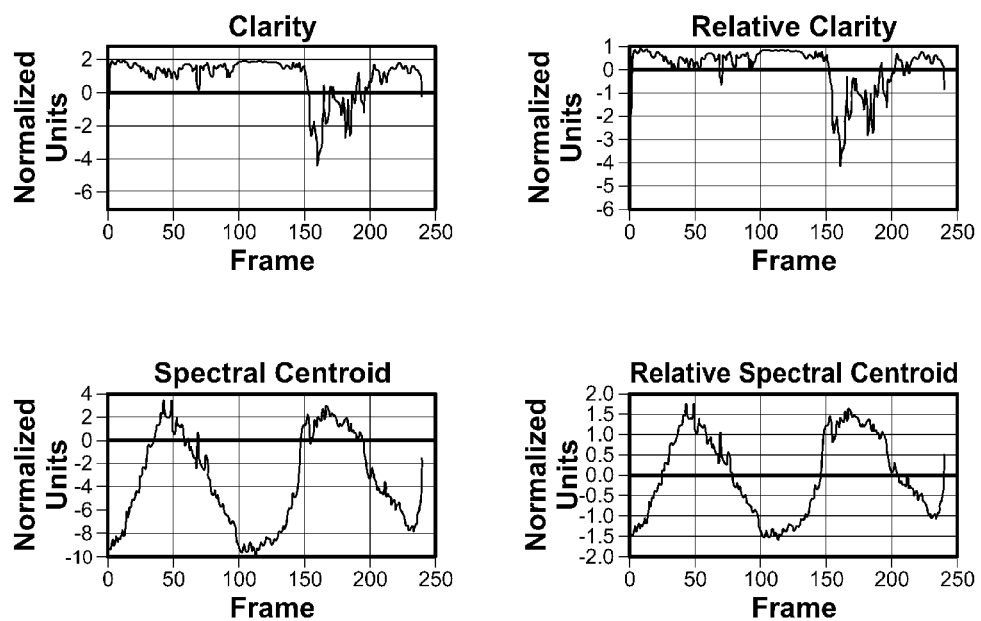 Clarity
Normalized
Units
2
0
-2
-4
-6
0 50 100 150 200 250
Frame
Relative Clarity
Normalized
Units
1
0
-1
-2
-3
-4
-5
-6
0 50 100 150 200 250
Frame
Spectral Centroid
Normalized
Units
4
2
0
-2
-4
-6
-8
-10
0 50 100 150 200 250
Frame
Relative Spectral Centroid
Normalized
Units
2.0
1.5
1.0
0.5
0.0
-0.5
-1.0
-1.5
-2.0
0 50 100 150 200 250
Frame